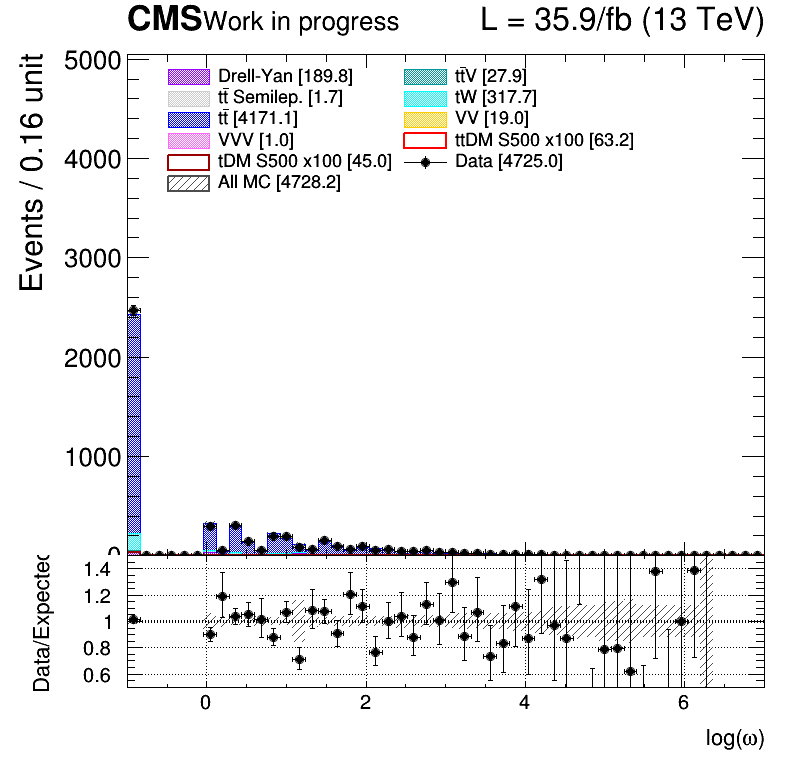 CMS Work in progress L = 35.9/fb (13 TeV)
Events / 0.16 unit
5000
4000
3000
2000
1000
0
Drell-Yan [189.8]
tt̄ Semilep. [1.7]
tt̄ [4171.1]
VVV [1.0]
tDM S500 x100 [45.0]
All MC [4728.2]
tt̄V [27.9]
tW [317.7]
VV [19.0]
ttDM S500 x100 [63.2]
Data [4725.0]
Data/Expected
1.4
1.2
1
0.8
0.6
0 2 4 6
log(ω)